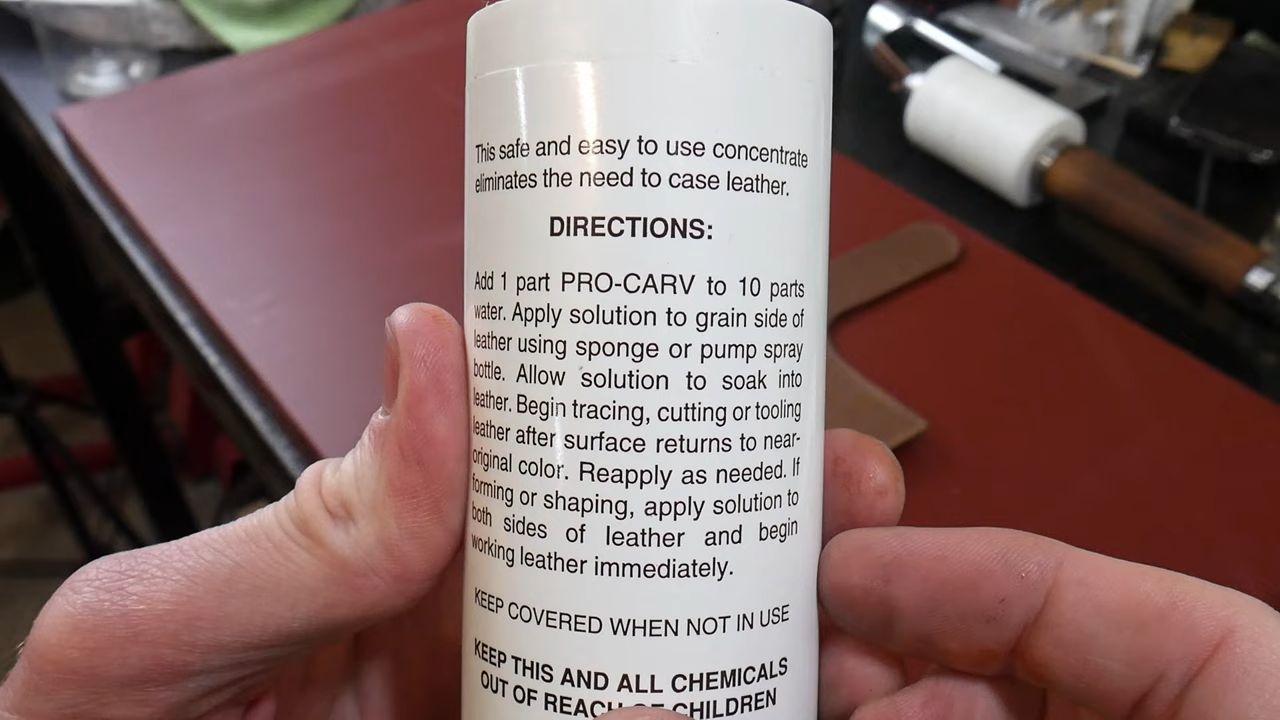 This safe and easy to use concentrate
eliminates the need to case leather.
DIRECTIONS:
Add 1 part PRO-CARV to 10 parts
water. Apply solution to grain side of
leather using sponge or pump spray
bottle. Allow solution to soak into
leather. Begin tracing, cutting or tooling
leather after surface returns to near-
original color. Reapply as needed. If
forming or shaping, apply solution to
both sides of leather and begin
working leather immediately.
KEEP COVERED WHEN NOT IN USE
KEEP THIS AND ALL CHEMICALS
OUT OF REACH OF CHILDREN